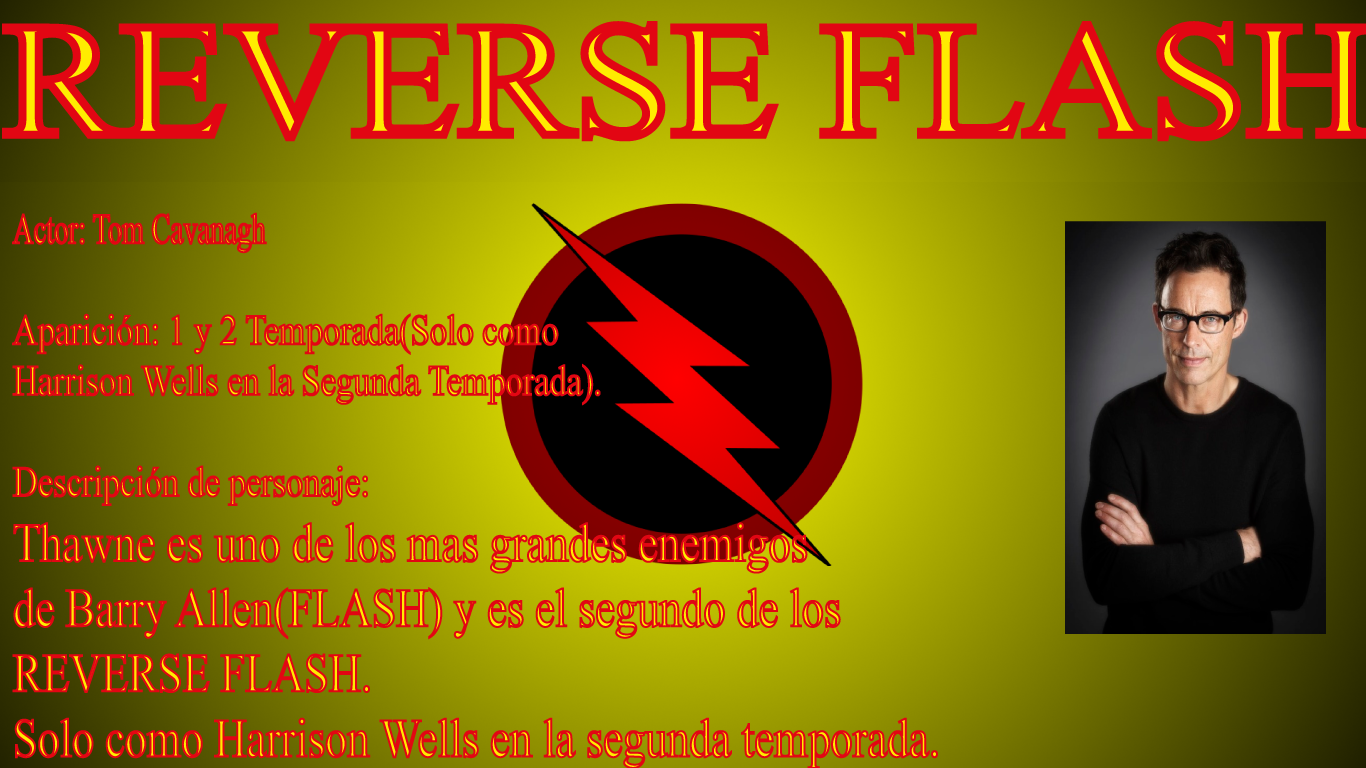 REVERSE FLASH
Actor: Tom Cavanagh
Aparición: 1 y 2 Temporada(Solo como
Harrison Wells en la Segunda Temporada).
Descripción de personaje:
Thawne es uno de los mas grandes enemigos
de Barry Allen(FLASH) y es el segundo de los
REVERSE FLASH.
Solo como Harrison Wells en la segunda temporada.